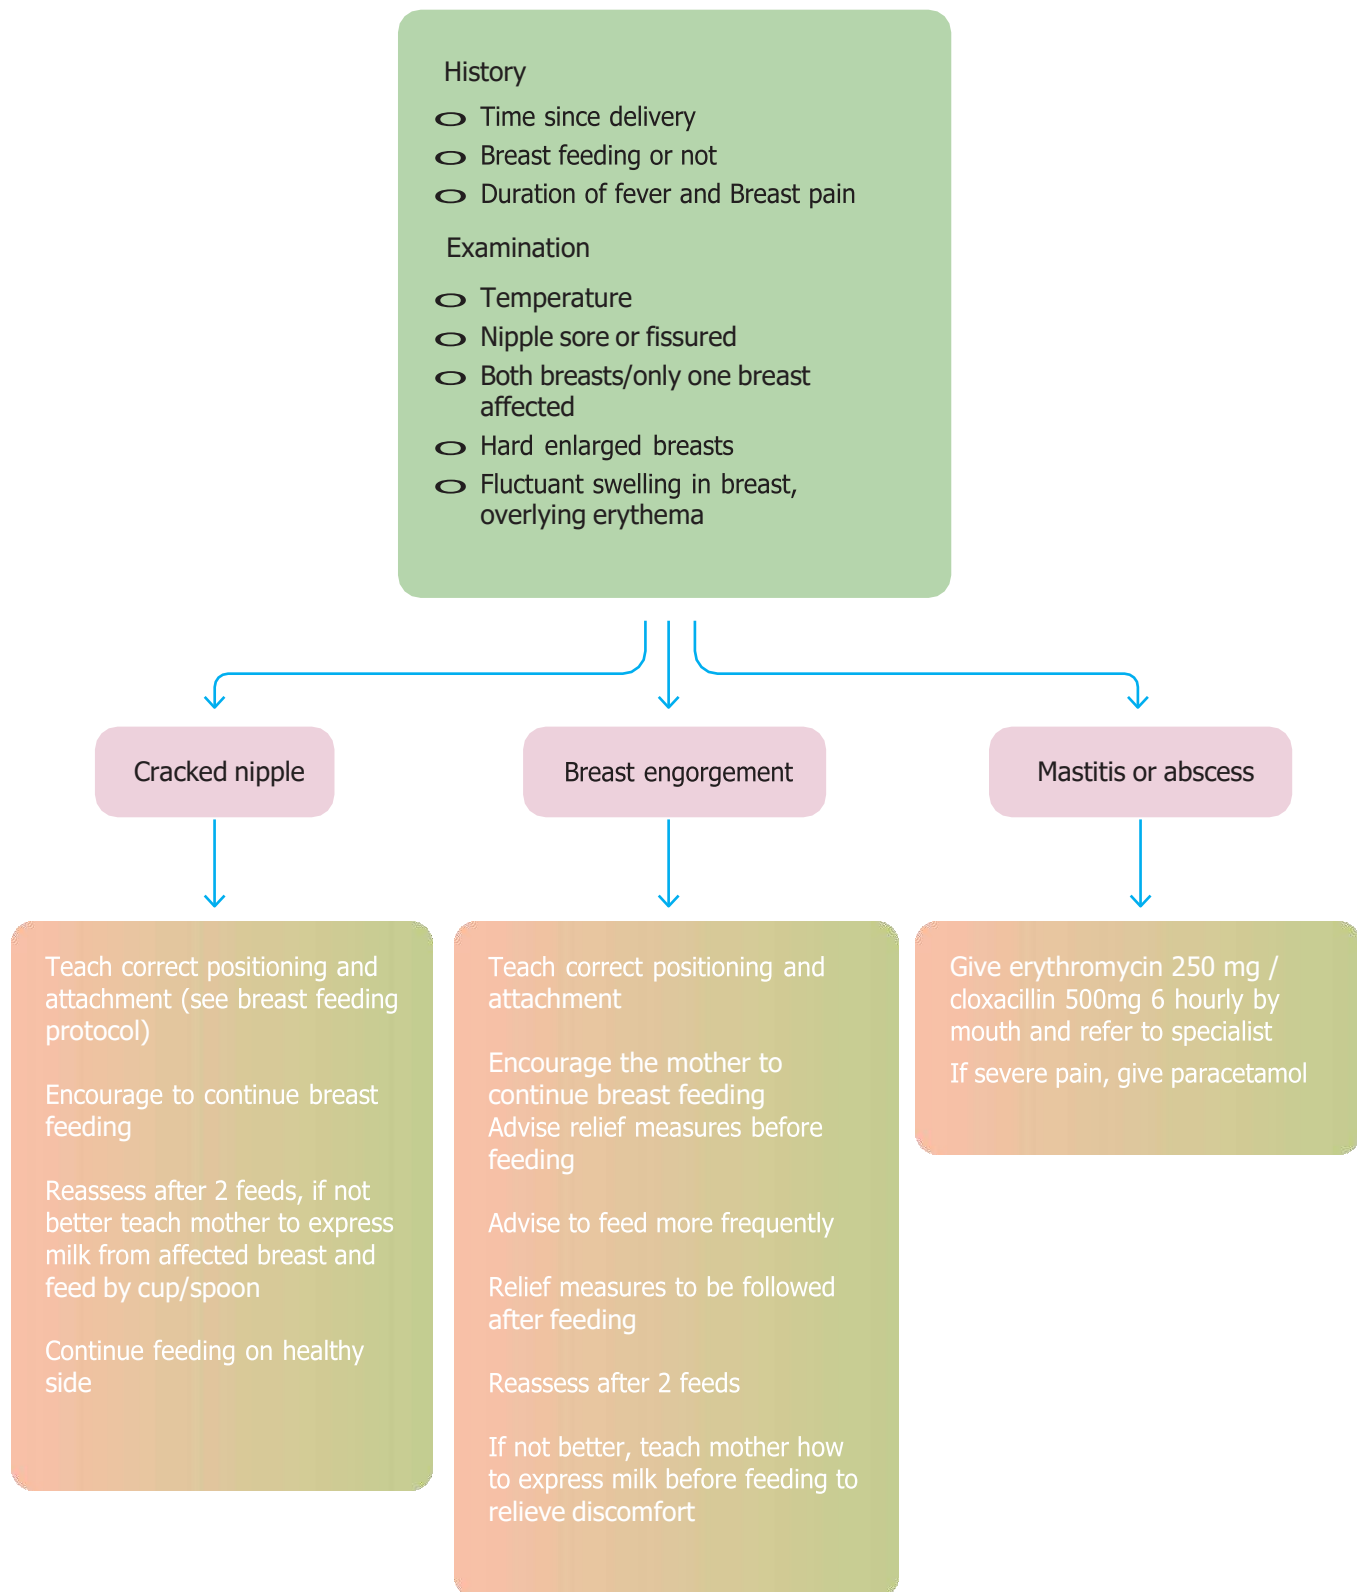 History
Time since delivery
Breast feeding or not
Duration of fever and Breast pain
Examination
Temperature
Nipple sore or fissured
Both breasts/only one breast
affected
Hard enlarged breasts
Fluctuant swelling in breast,
overlying erythema
Cracked nipple
Breast engorgement
Mastitis or abscess
Teach correct positioning and
attachment (see breast feeding
protocol)
Encourage to continue breast
feeding
Reassess after 2 feeds, if not
better teach mother to express
milk from affected breast and
feed by cup/spoon
Continue feeding on healthy
side
Teach correct positioning and
attachment
Encourage the mother to
continue breast feeding
Advise relief measures before
feeding
Advise to feed more frequently
Relief measures to be followed
after feeding
Reassess after 2 feeds
If not better, teach mother how
to express milk before feeding to
relieve discomfort
Give erythromycin 250 mg /
cloxacillin 500mg 6 hourly by
mouth and refer to specialist
If severe pain, give paracetamol